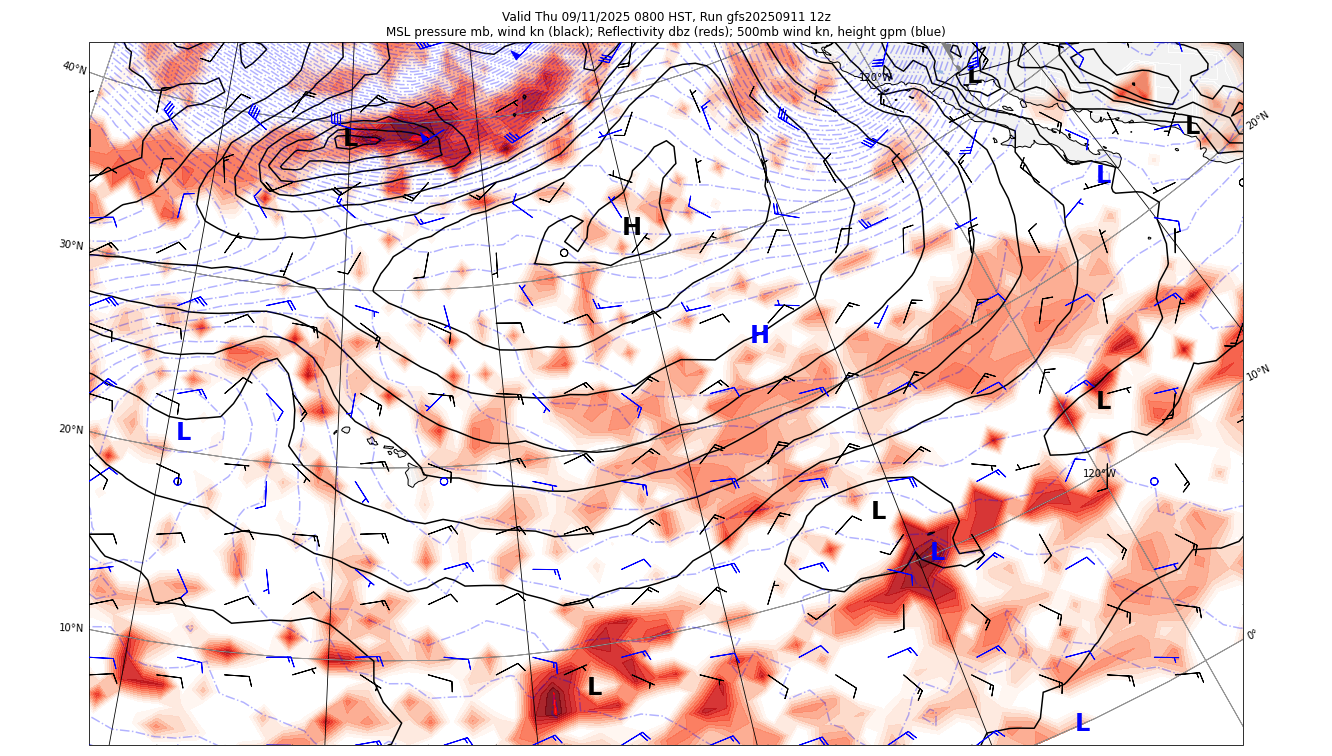 Valid Thu 09/11/2025 0800 HST, Run gfs20250911 12z
MSL pressure mb, wind kn (black); Reflectivity dbz (reds); 500mb wind kn, height gpm (blue)
40°N
120°W
L
L
L
20°N
L
L
H
30°N
H
10°N
L
L
20°N
120°W
L
L
10°N
0°
L
L